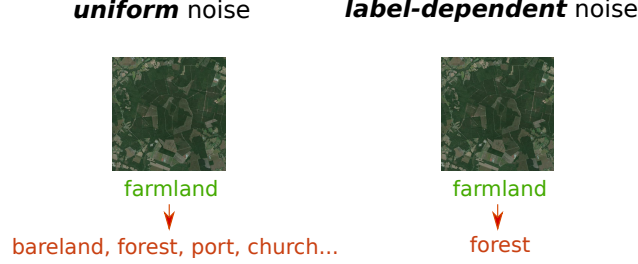 uniform noise
label-dependent noise
farmland
farmland
bareland, forest, port, church...
forest